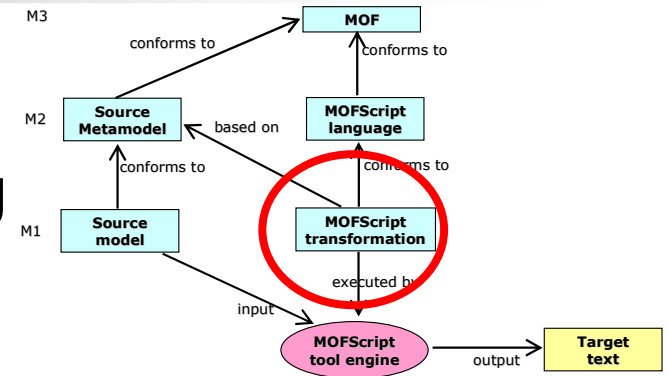 M3
MOF
conforms to
conforms to
M2
Source
Metamodel
based on
MOFScript
language
conforms to
conforms to
M1
Source
model
MOFScript
transformation
executed by
input
MOFScript
tool engine
output
Target
text